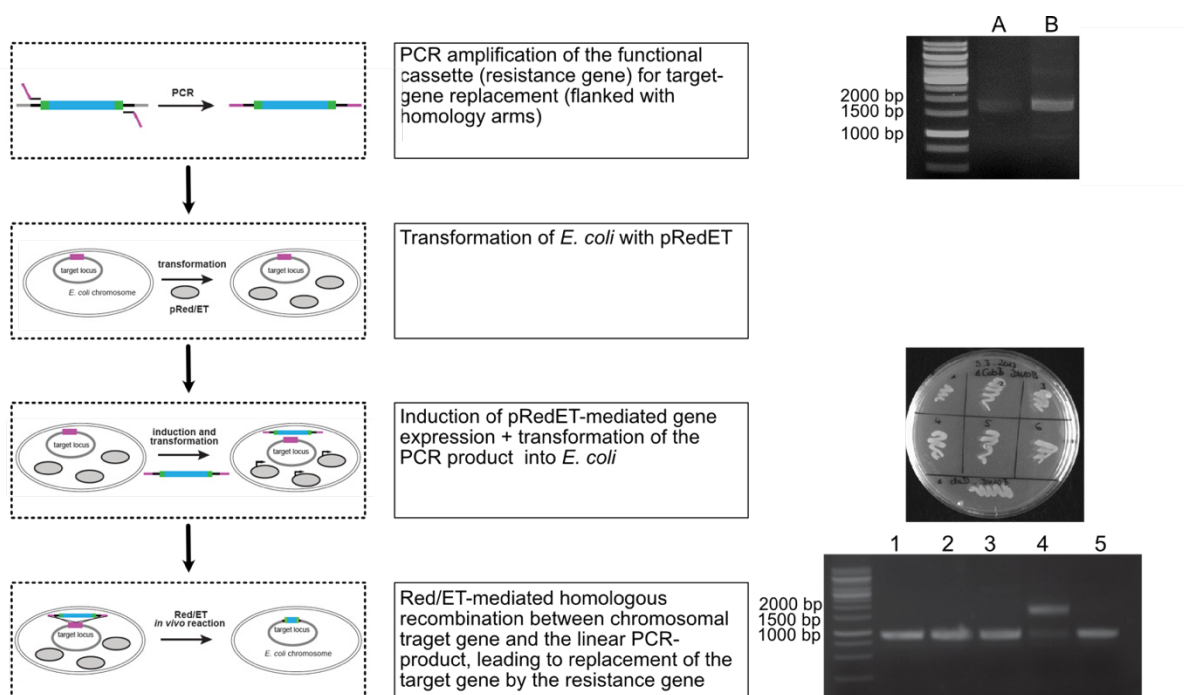 PCR
PCR amplification of the functional
cassette (resistance gene) for target-
gene replacement (flanked with
homology arms)
A B
2000 bp
1500 bp
1000 bp
target locus
E. coli chromosome
transformation
pRed/ET
target locus
Transformation of E. coli with pRedET
target locus
induction and
transformation
target locus
Induction of pRedET-mediated gene
expression + transformation of the
PCR product into E. coli
3
4 5 6
target locus
Red/ET
in vivo reaction
target locus
E. coli chromosome
Red/ET-mediated homologous
recombination between chromosomal
traget gene and the linear PCR-
product, leading to replacement of the
target gene by the resistance gene
1 2 3 4 5
2000 bp
1500 bp
1000 bp